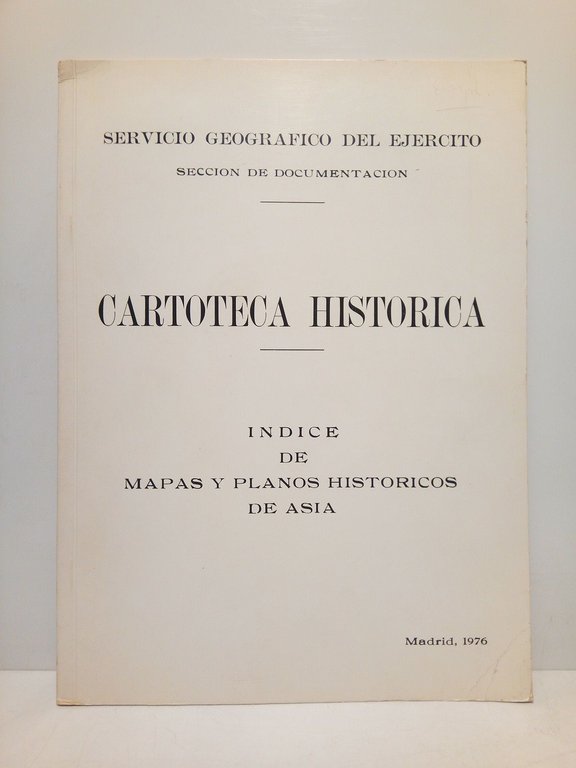 SERVICIO GEOGRAFICO DEL EJERCITO
SECCION DE DOCUMENTACION
CARTOTECA HISTORICA
INDICE
DE
MAPAS Y PLANOS HISTORICOS
DE ASIA
Madrid, 1976